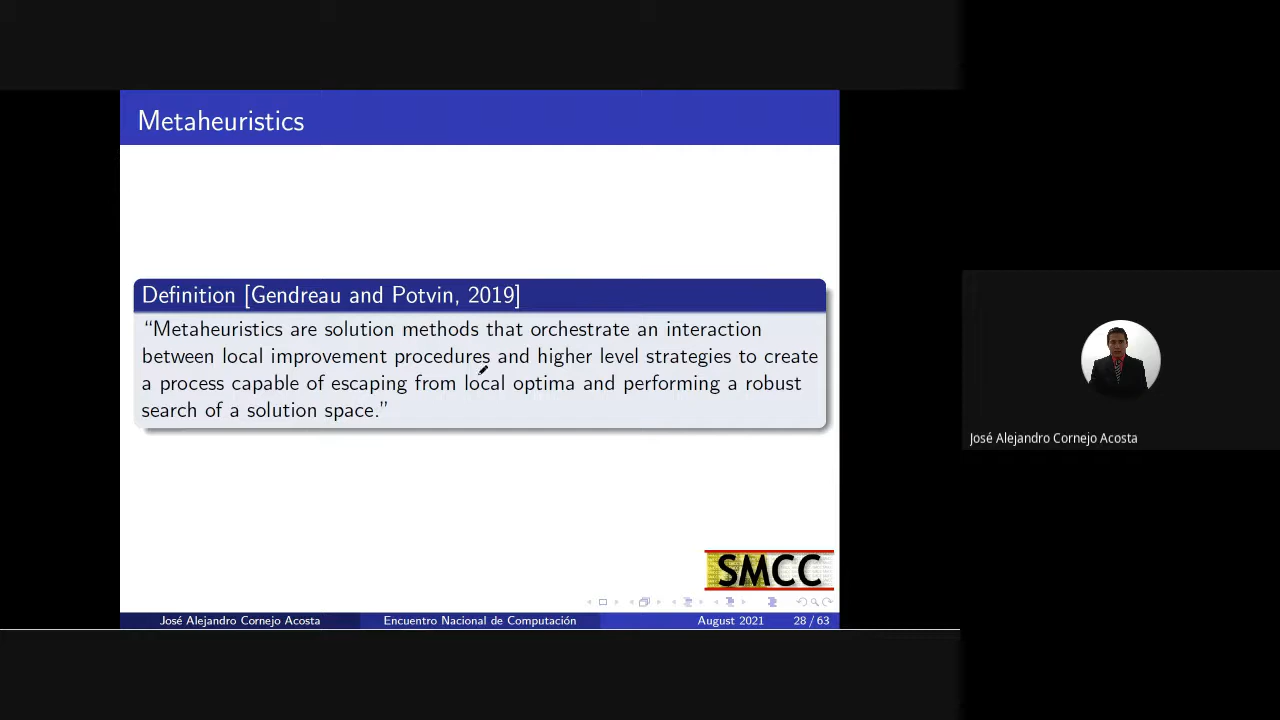 Metaheuristics
Definition [Gendreau and Potvin, 2019]
“Metaheuristics are solution methods that orchestrate an interaction
between local improvement procedures and higher level strategies to create
a process capable of escaping from local optima and performing a robust
search of a solution space.”
SMCC
José Alejandro Cornejo Acosta
Encuentro Nacional de Computación
August 2021
28 / 63
José Alejandro Cornejo Acosta